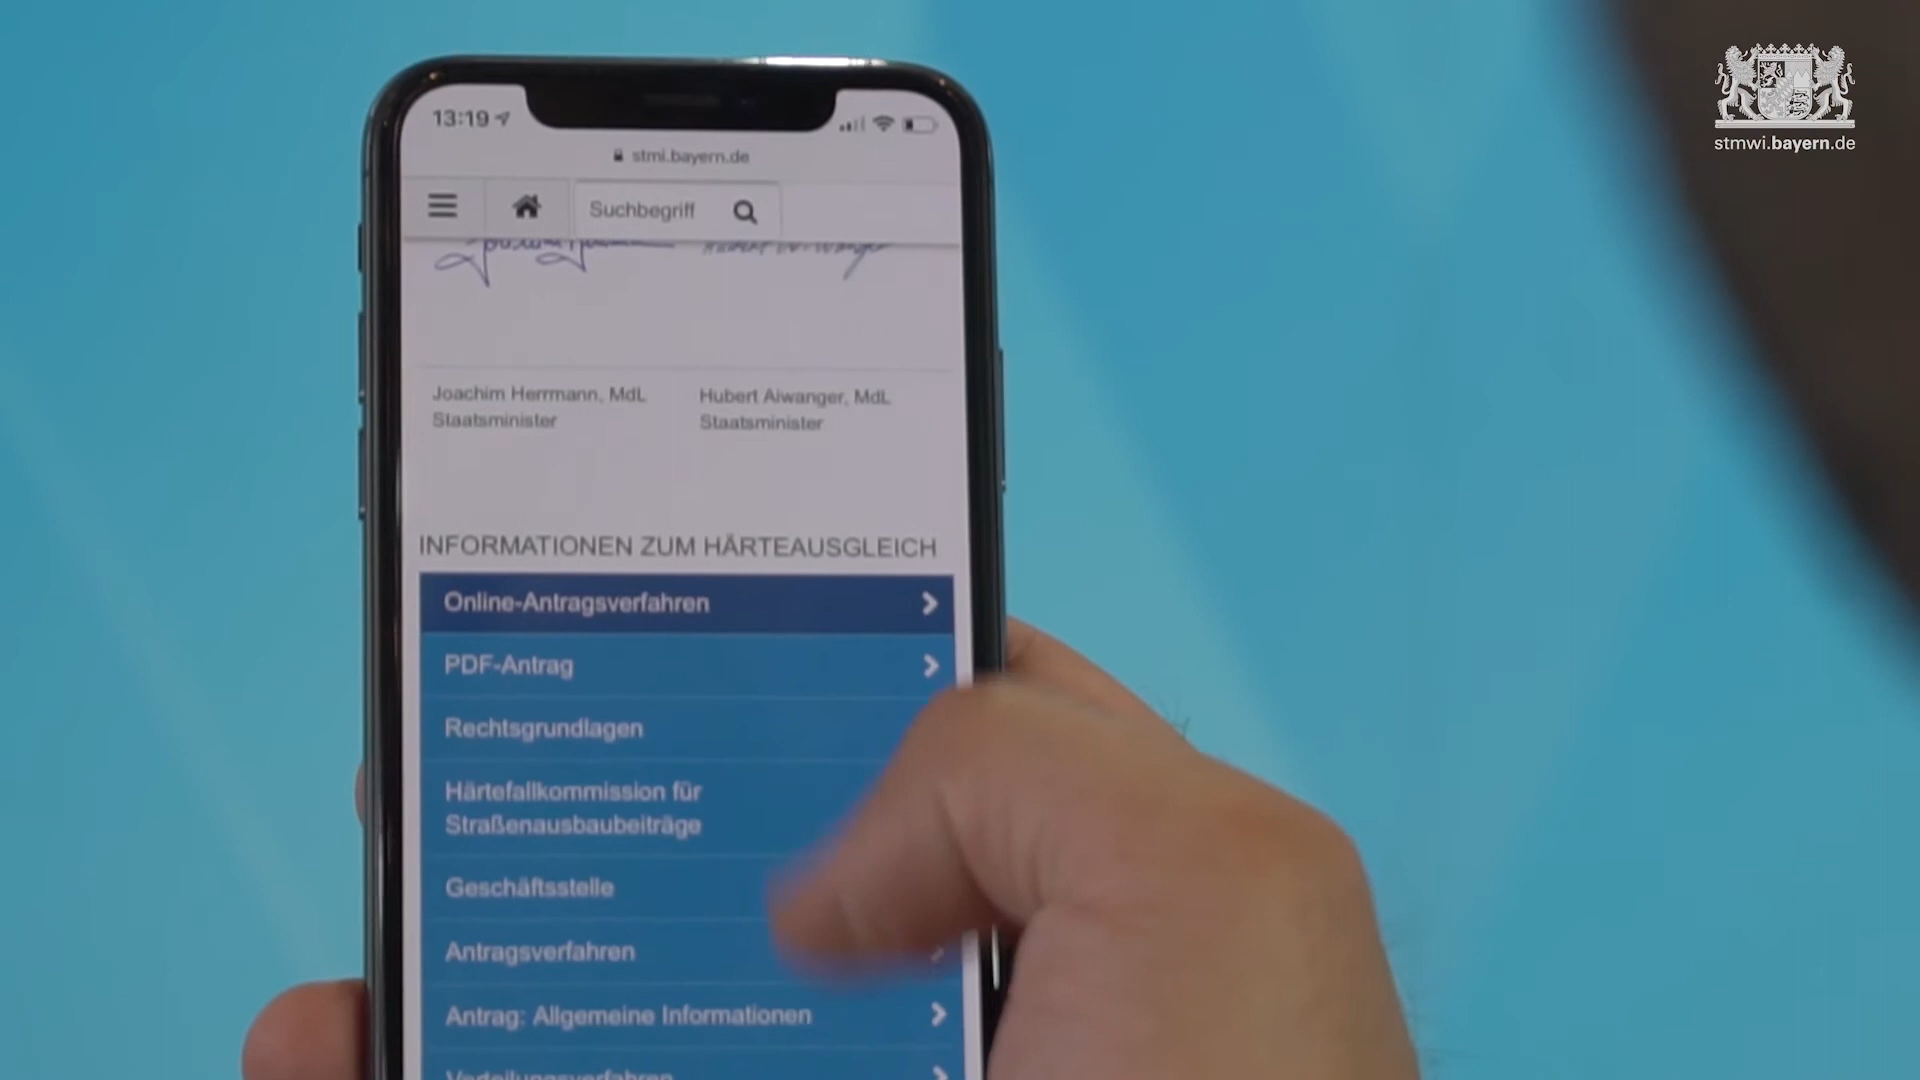 stmwi.bayern.de
13:19
stmi.bayern.de
Suchbegriff
Joachim Herrmann, MdL
Staatsminister
Hubert Aiwanger, MdL
Staatsminister
INFORMATIONEN ZUM HÄRTEAUSGLEICH
Online-Antragsverfahren
PDF-Antrag
Rechtsgrundlagen
Härtefallkommission für
Straßenausbaubeiträge
Geschäftsstelle
Antragsverfahren
Antrag: Allgemeine Informationen
Verteilungsverfahren